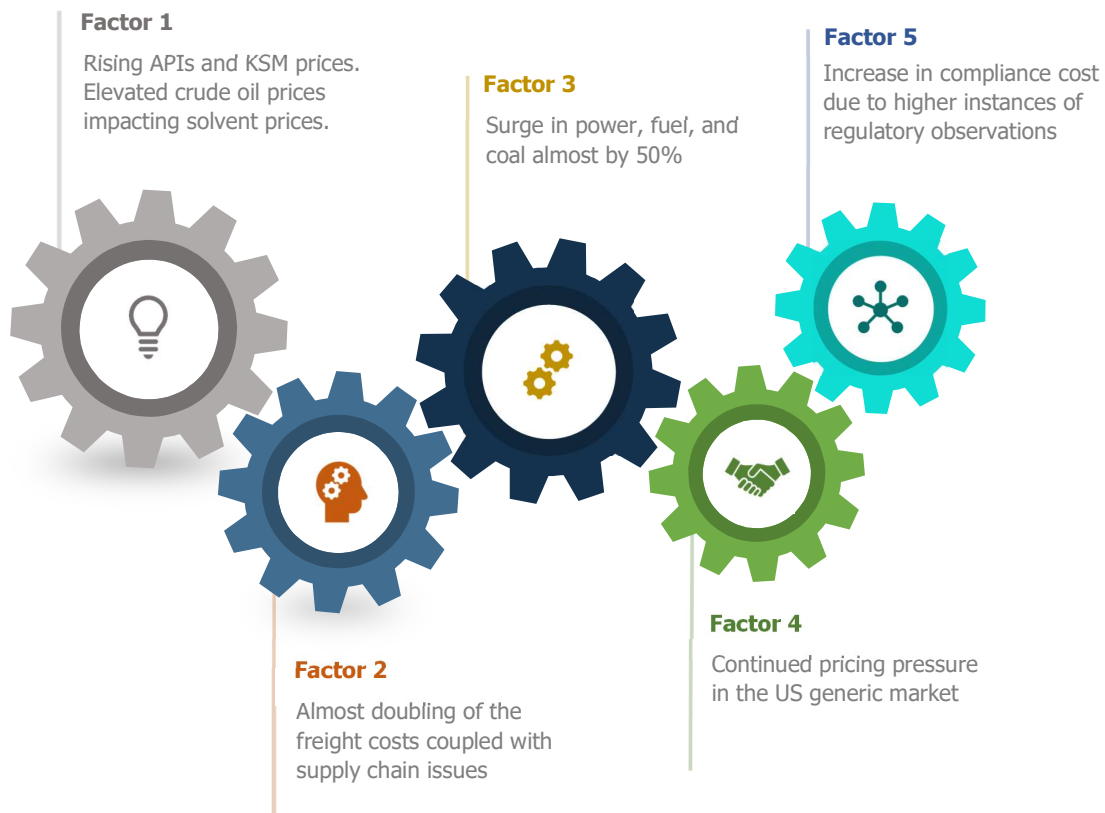 Factor 1
Rising APIs and KSM prices.
Elevated crude oil prices
impacting solvent prices.
Factor 2
Almost doubling of the
freight costs coupled with
supply chain issues
Factor 3
Surge in power, fuel, and
coal almost by 50%
Factor 4
Continued pricing pressure
in the US generic market
Factor 5
Increase in compliance cost
due to higher instances of
regulatory observations